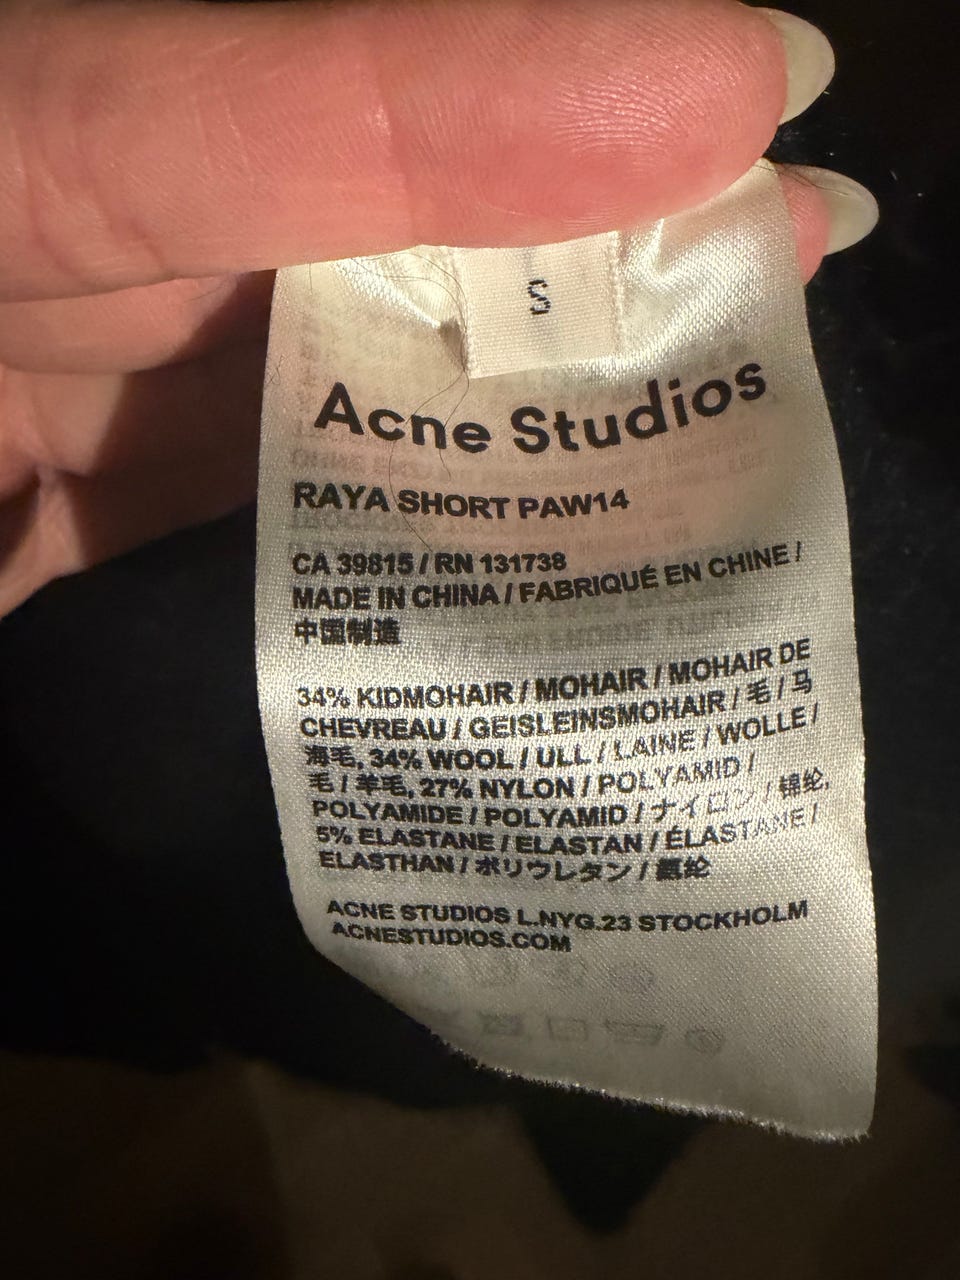 S
Acne Studios
RAYA SHORT PAW14
CA 39815 / RN 131738
MADE IN CHINA / FABRIQUÉ EN CHINE /
中国制造
34% KIDMOHAIR / MOHAIR / MOHAIR DE
CHEVREAU / GEISLEINSMOHAIR / 毛 / 马
海毛, 34% WOOL / ULL / LAINE / WOLLE /
毛 / 羊毛, 27% NYLON / POLYAMID /
POLYAMIDE / POLYAMID / ナイロン / 锦纶,
5% ELASTANE / ELASTAN / ÉLASTANE /
ELASTHAN / ポリウレタン / 氨纶
ACNE STUDIOS L.NYG.23 STOCKHOLM
ACNESTUDIOS.COM